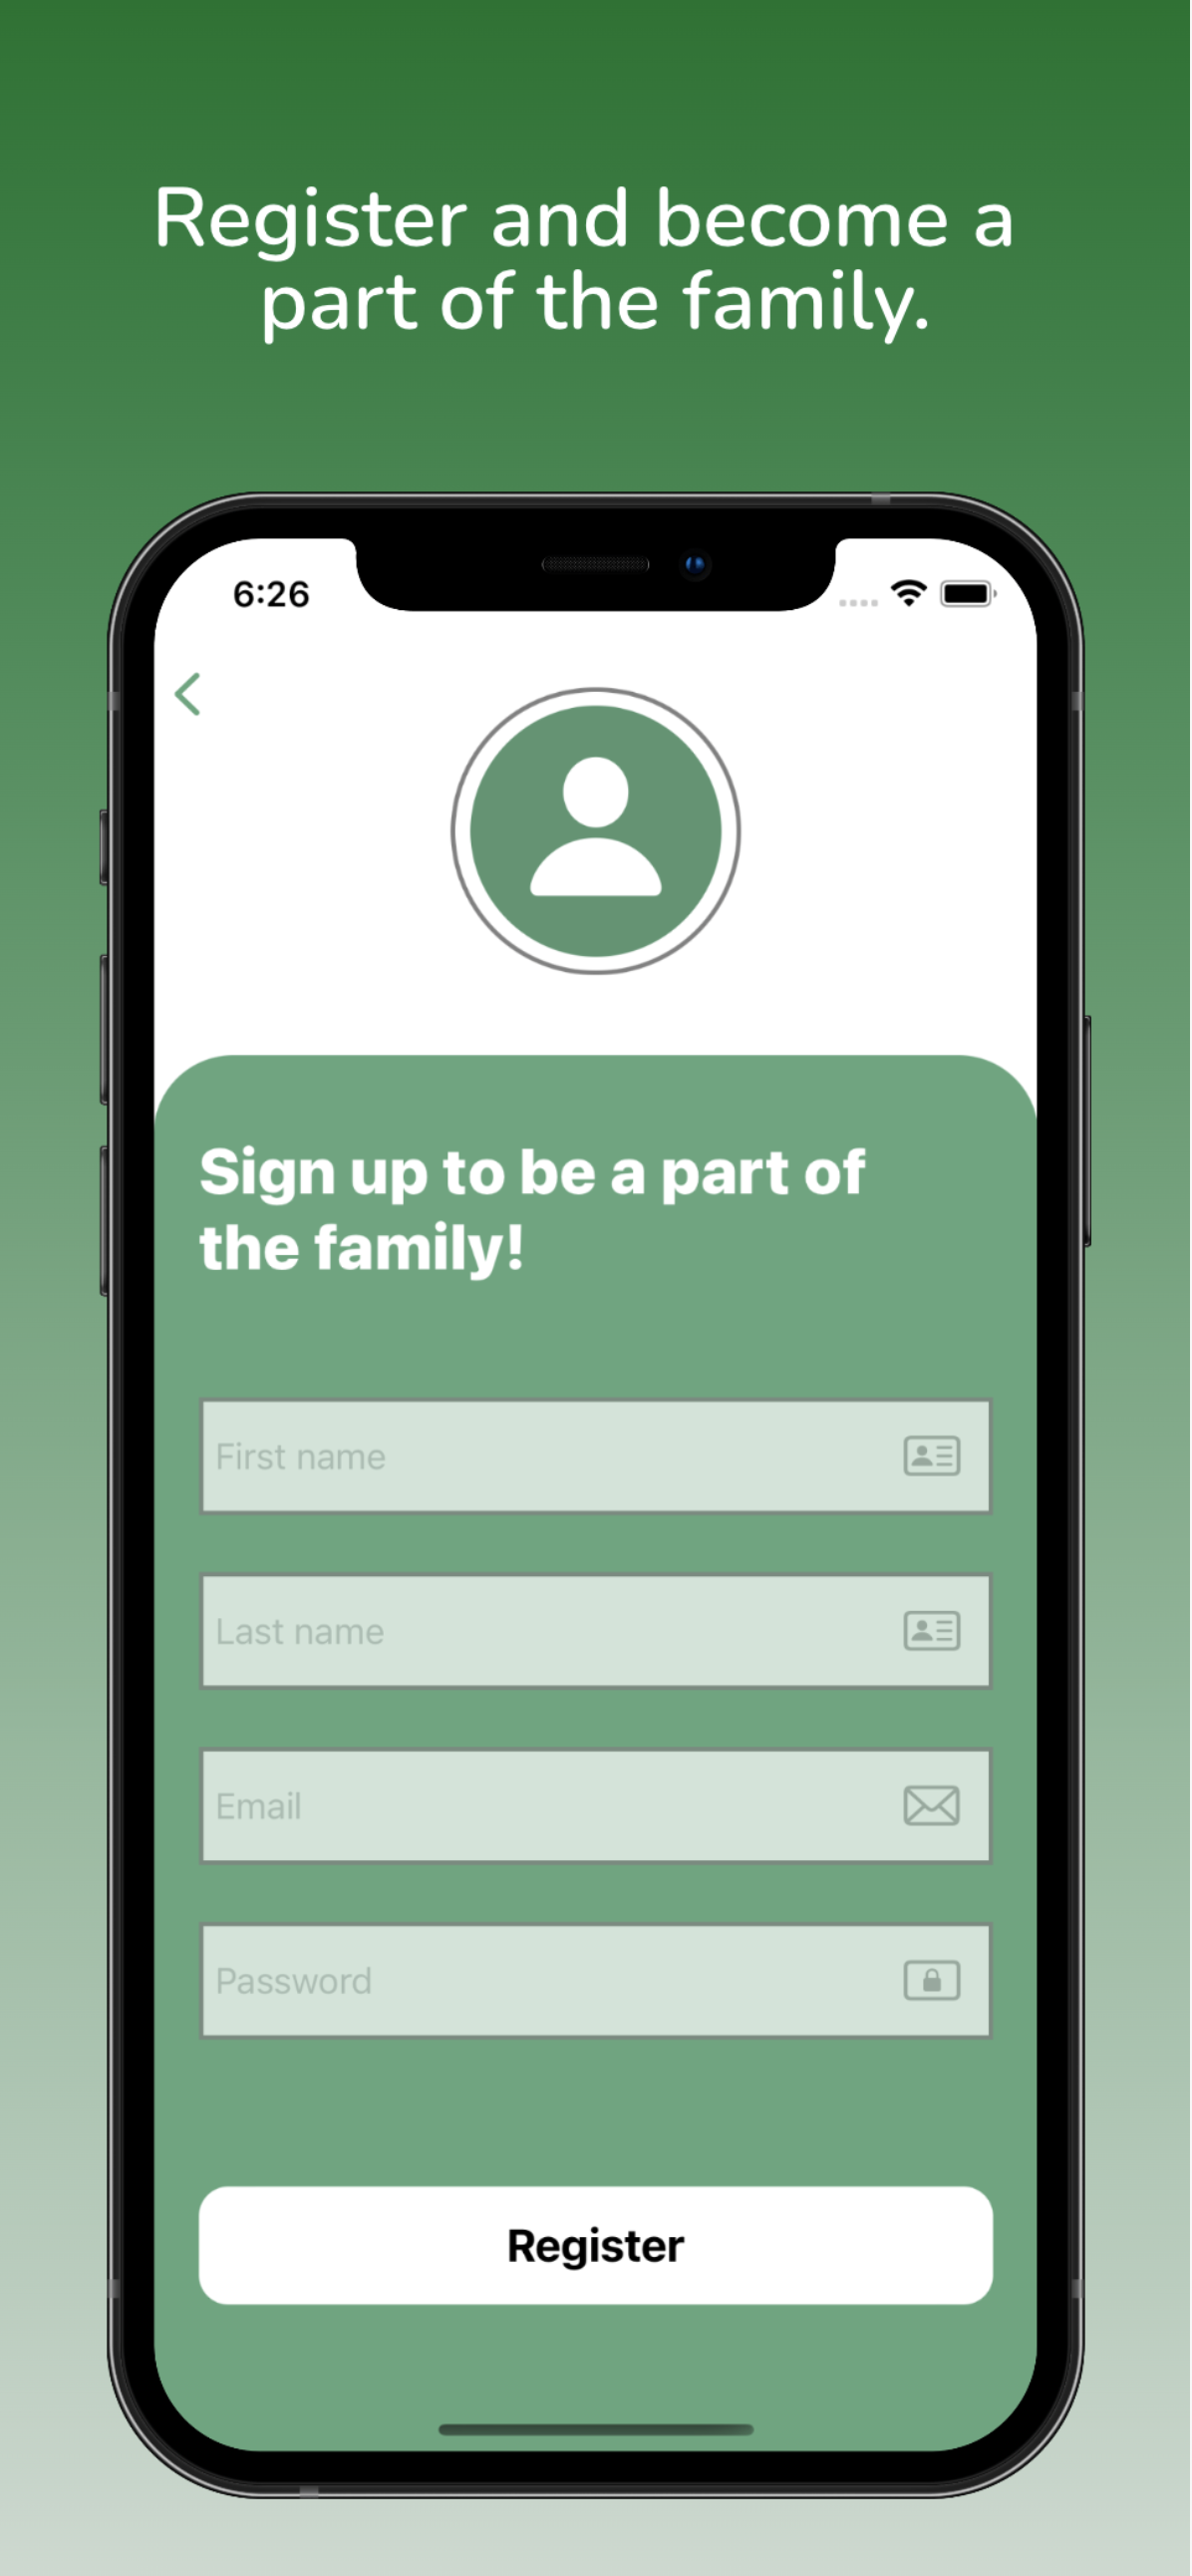 Register and become a
part of the family.
6:26
Sign up to be a part of
the family!
First name
Last name
Email
Password
Register